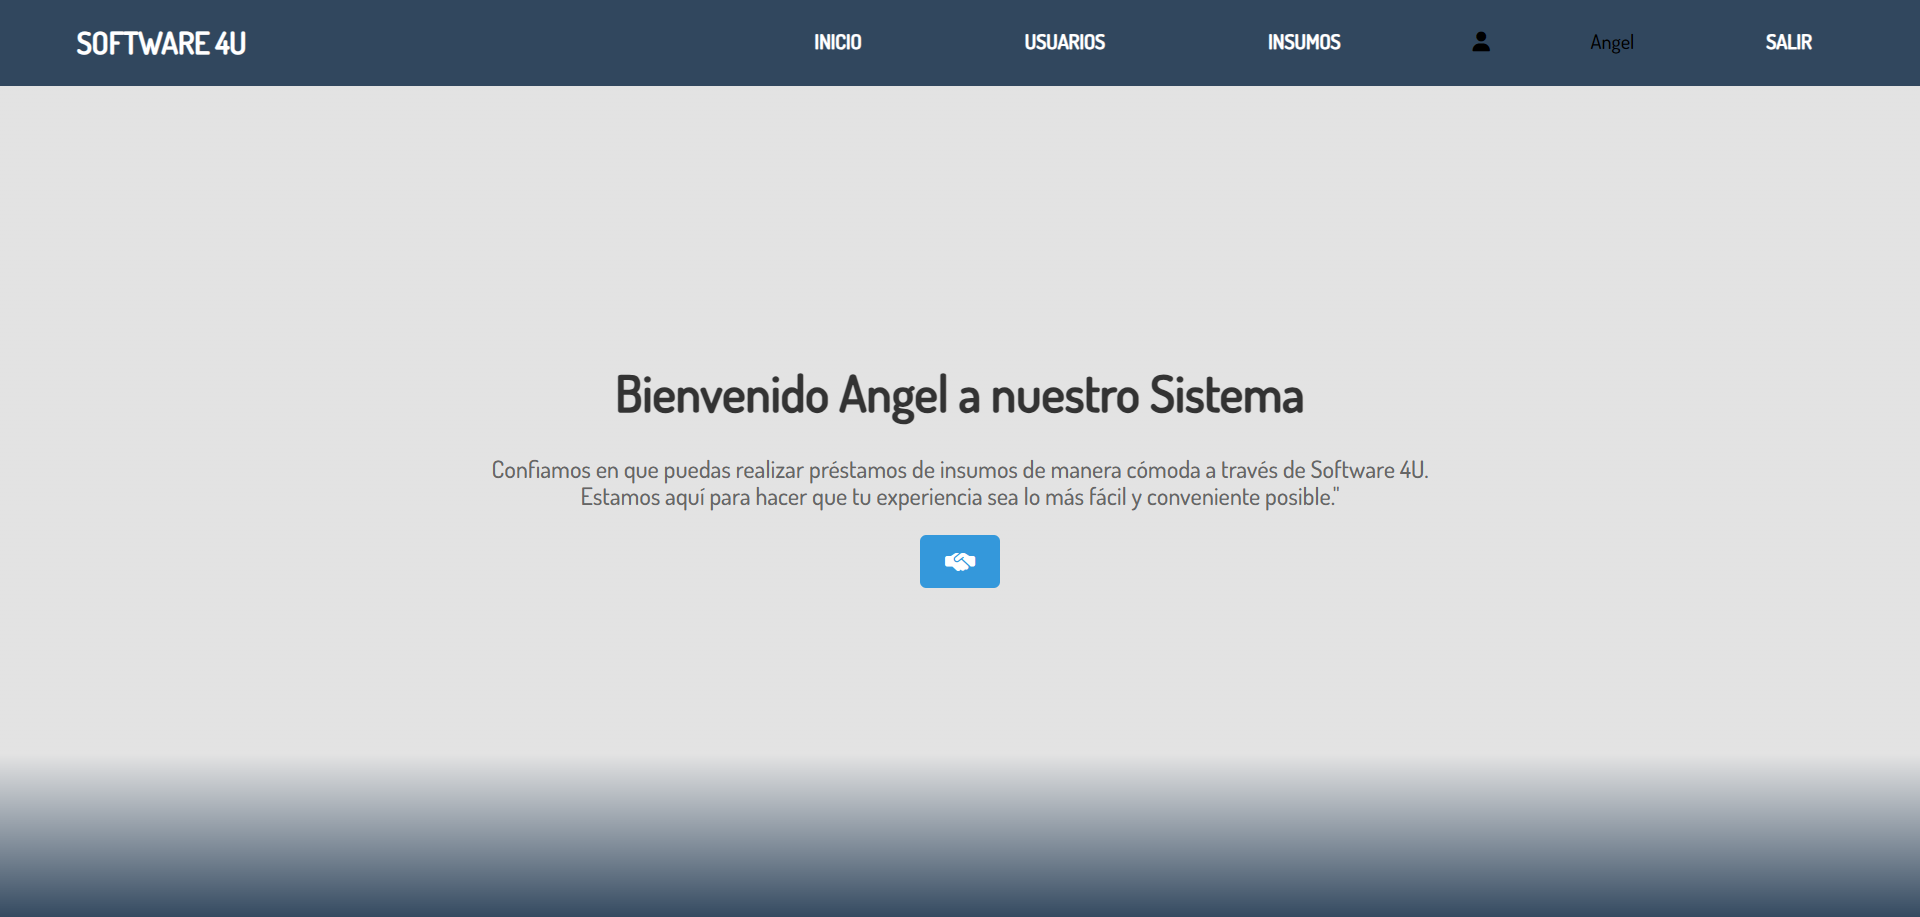 SOFTWARE 4U
INICIO
USUARIOS
INSUMOS
Angel
SALIR
Bienvenido Angel a nuestro Sistema
Confiamos en que puedas realizar préstamos de insumos de manera cómoda a través de Software 4U.
Estamos aquí para hacer que tu experiencia sea lo más fácil y conveniente posible."